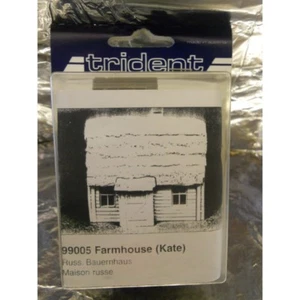 trident
99005 Farmhouse (Kate)
Russ. Bauernhaus
Maison russe